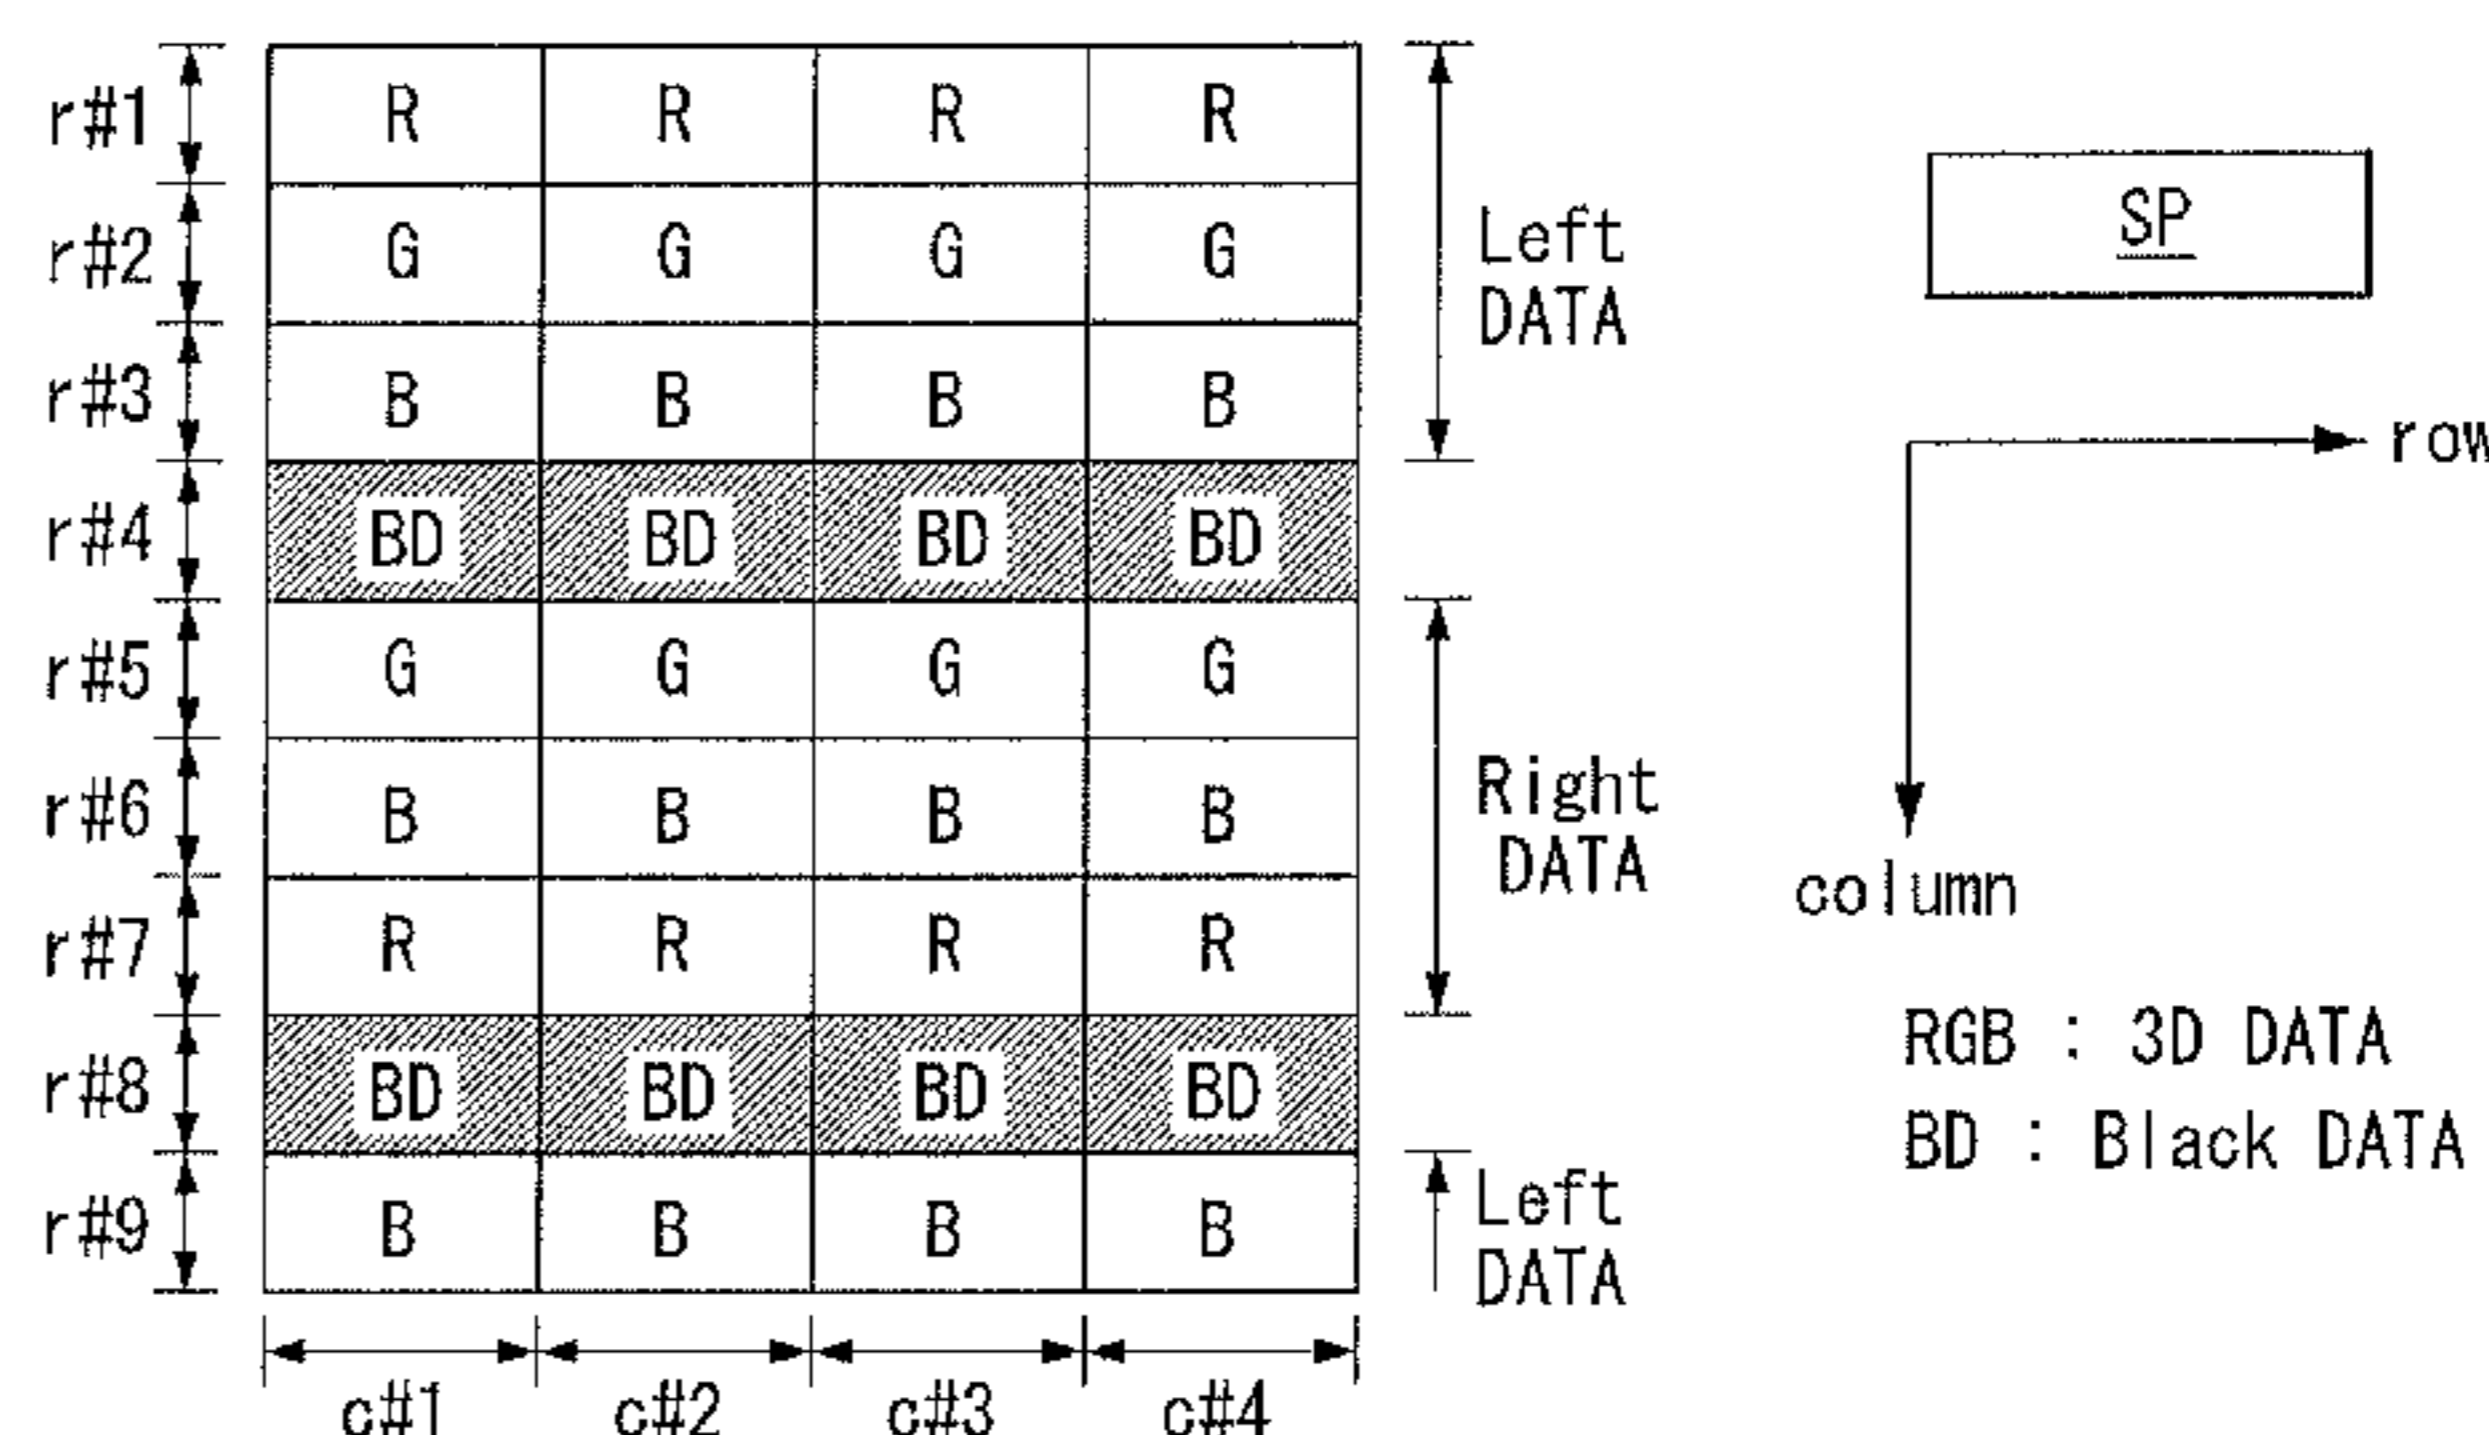 r#1 R R R R
r#2 G G G G
r#3 B B B B
r#4 BD BD BD BD
r#5 G G G G
r#6 B B B B
r#7 R R R R
r#8 BD BD BD BD
r#9 B B B B
c#1 c#2 c#3 c#4
Left
DATA
Right
DATA
Left
DATA
SP
row
column
RGB : 3D DATA
BD : Black DATA